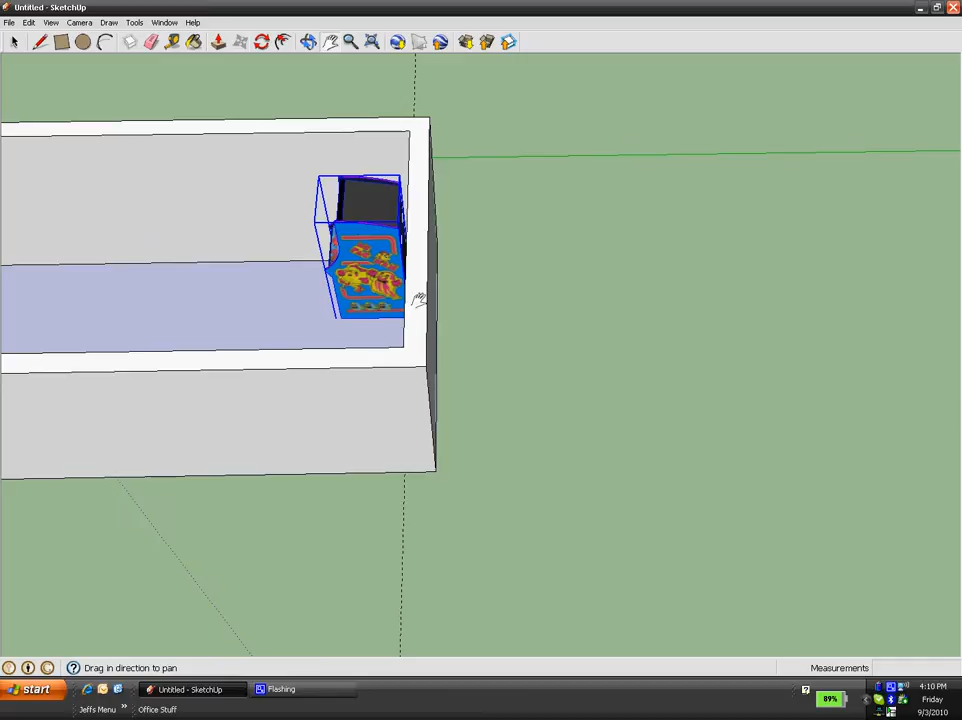 Untitled - SketchUp
File Edit View Camera Draw Tools Window Help
Drag in direction to pan
Measurements
start
Untitled - SketchUp
Flashing
89%
4:10 PM
Friday
9/3/2010
Jeffs Menu
Office Stuff